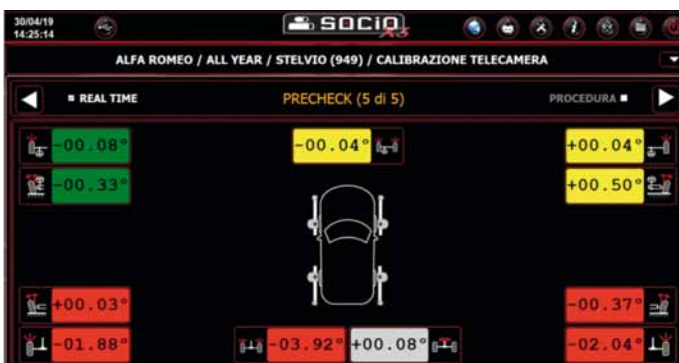 30/04/19
14:25:14
SOCIO
ALFA ROMEO / ALL YEAR / STELVIO (949) / CALIBRAZIONE TELECAMERA
REAL TIME
PRECHECK (5 di 5)
PROCEDURA
-00.08°
-00.04°
+00.04°
-00.33°
+00.50°
+00.03°
-00.37°
-01.88°
-03.92°
+00.08°
-02.04°